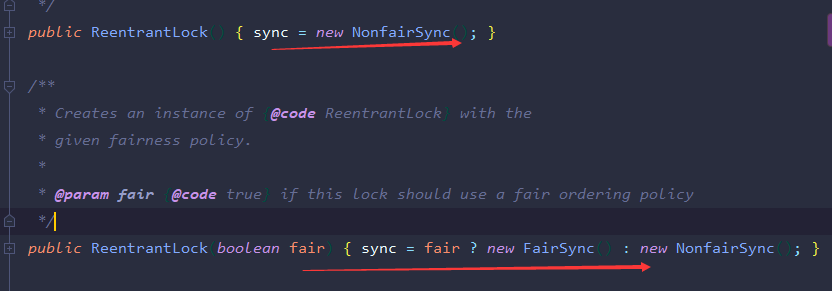 */
public ReentrantLock() { sync = new NonfairSync(); }
/**
* Creates an instance of {@code ReentrantLock} with the
* given fairness policy.
*
* @param fair {@code true} if this lock should use a fair ordering policy
*/
public ReentrantLock(boolean fair) { sync = fair ? new FairSync() : new NonfairSync(); }